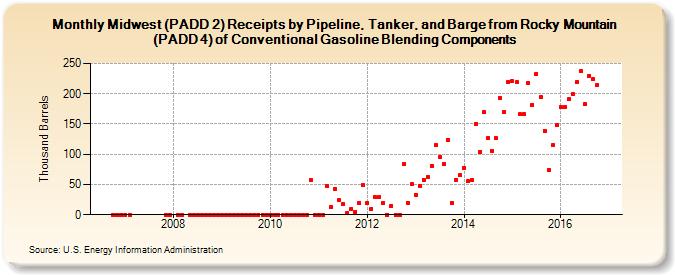 Monthly Midwest (PADD 2) Receipts by Pipeline, Tanker, and Barge from Rocky Mountain
(PADD 4) of Conventional Gasoline Blending Components
Thousand Barrels
250
200
150
100
50
0
2008 2010 2012 2014 2016
Source: U.S. Energy Information Administration